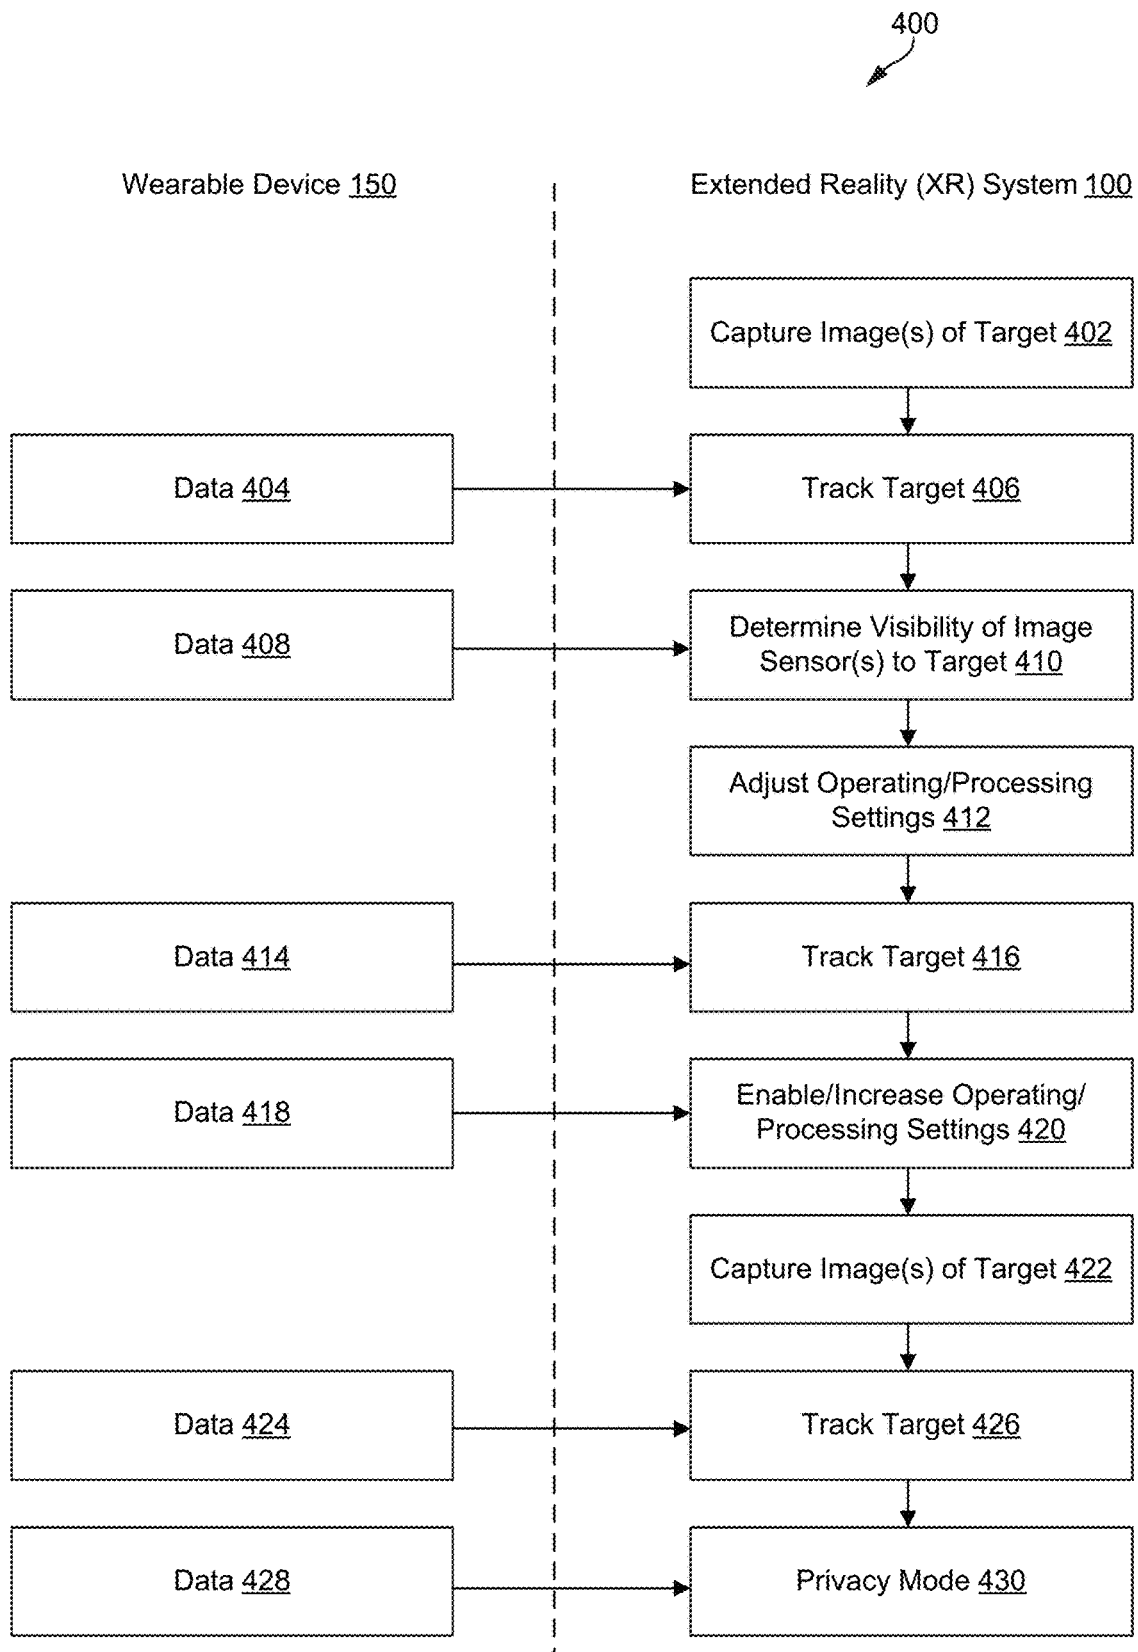 400
Wearable Device 150
Extended Reality (XR) System 100
Capture Image(s) of Target 402
Data 404
Track Target 406
Data 408
Determine Visibility of Image
Sensor(s) to Target 410
Adjust Operating/Processing
Settings 412
Data 414
Track Target 416
Data 418
Enable/Increase Operating/
Processing Settings 420
Capture Image(s) of Target 422
Data 424
Track Target 426
Data 428
Privacy Mode 430